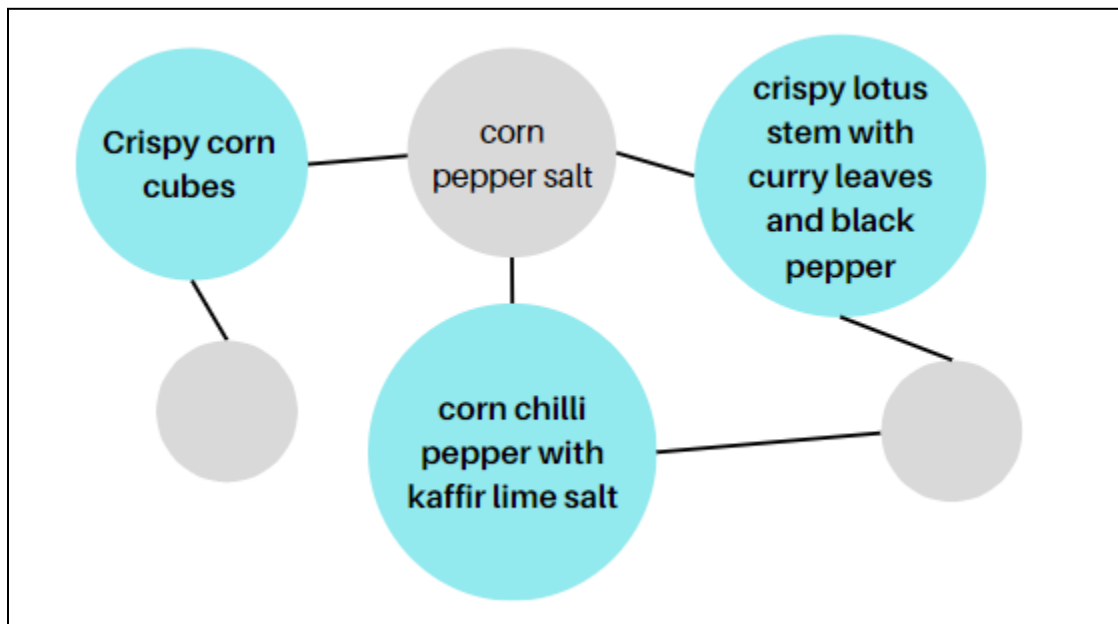 Crispy corn
cubes
corn
pepper salt
crispy lotus
stem with
curry leaves
and black
pepper
corn chilli
pepper with
kaffir lime salt